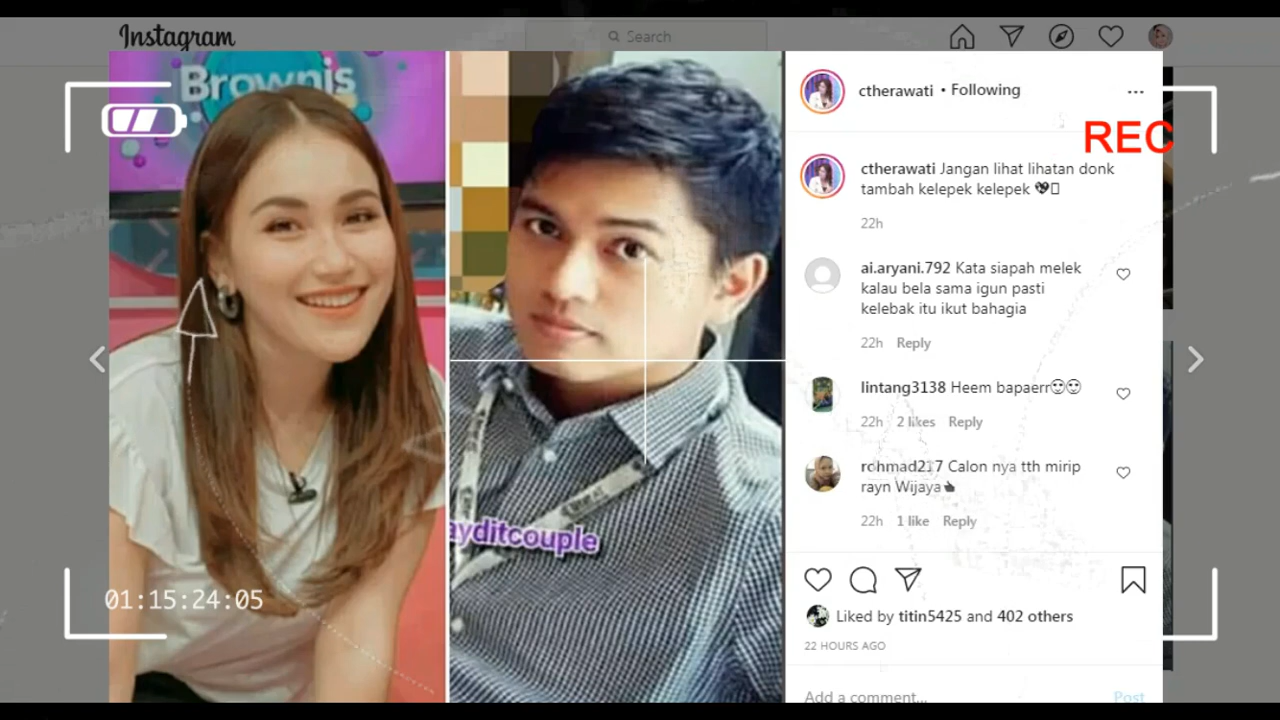 Instagram
Search
Brownis
ctherawati • Following
REC
ctherawati Jangan lihat lihatan donk
tambah kelepek kelepek
22h
ai.aryani.792 Kata siapah melek
kalau bela sama igun pasti
kelebak itu ikut bahagia
22h Reply
lintang3138 Heem bapaerr
22h 2 likes Reply
rohmad217 Calon nya tth mirip
rayn Wijaya
22h 1 like Reply
ayditcouple
01:15:24:05
Liked by titin5425 and 402 others
22 HOURS AGO
Add a comment...
Post